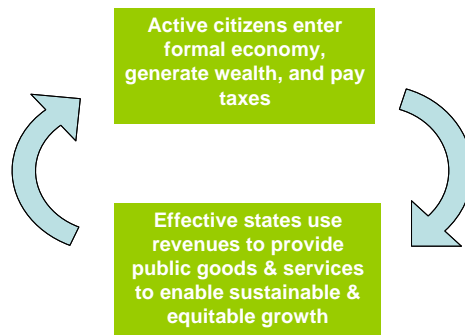 Active citizens enter
formal economy,
generate wealth, and pay
taxes
Effective states use
revenues to provide
public goods & services
to enable sustainable &
equitable growth